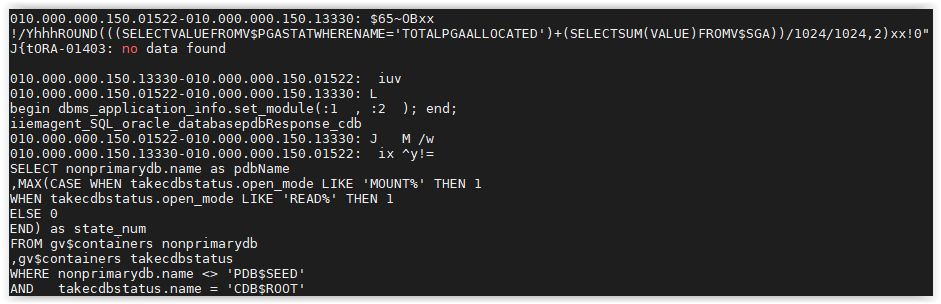 010.000.000.150.01522-010.000.000.150.13330: $65~OBxx
!/YhhhROUND(((SELECTVALUEFROMV$PGASTATWHERENAME='TOTALPGAALLOCATED')+(SELECTSUM(VALUE)FROMV$SGA))/1024/1024,2)xx!0"
J{tORA-01403: no data found
010.000.000.150.13330-010.000.000.150.01522:  iuv
010.000.000.150.01522-010.000.000.150.13330: L
begin dbms_application_info.set_module(:1  , :2  ); end;
iiemagent_SQL_oracle_databasepdbResponse_cdb
010.000.000.150.01522-010.000.000.150.13330: J   M /w
010.000.000.150.13330-010.000.000.150.01522:  ix ^y!=
SELECT nonprimarydb.name as pdbName
,MAX(CASE WHEN takecdbstatus.open_mode LIKE 'MOUNT%' THEN 1
WHEN takecdbstatus.open_mode LIKE 'READ%' THEN 1
ELSE 0
END) as state_num
FROM gv$containers nonprimarydb
,gv$containers takecdbstatus
WHERE nonprimarydb.name <> 'PDB$SEED'
AND   takecdbstatus.name = 'CDB$ROOT'